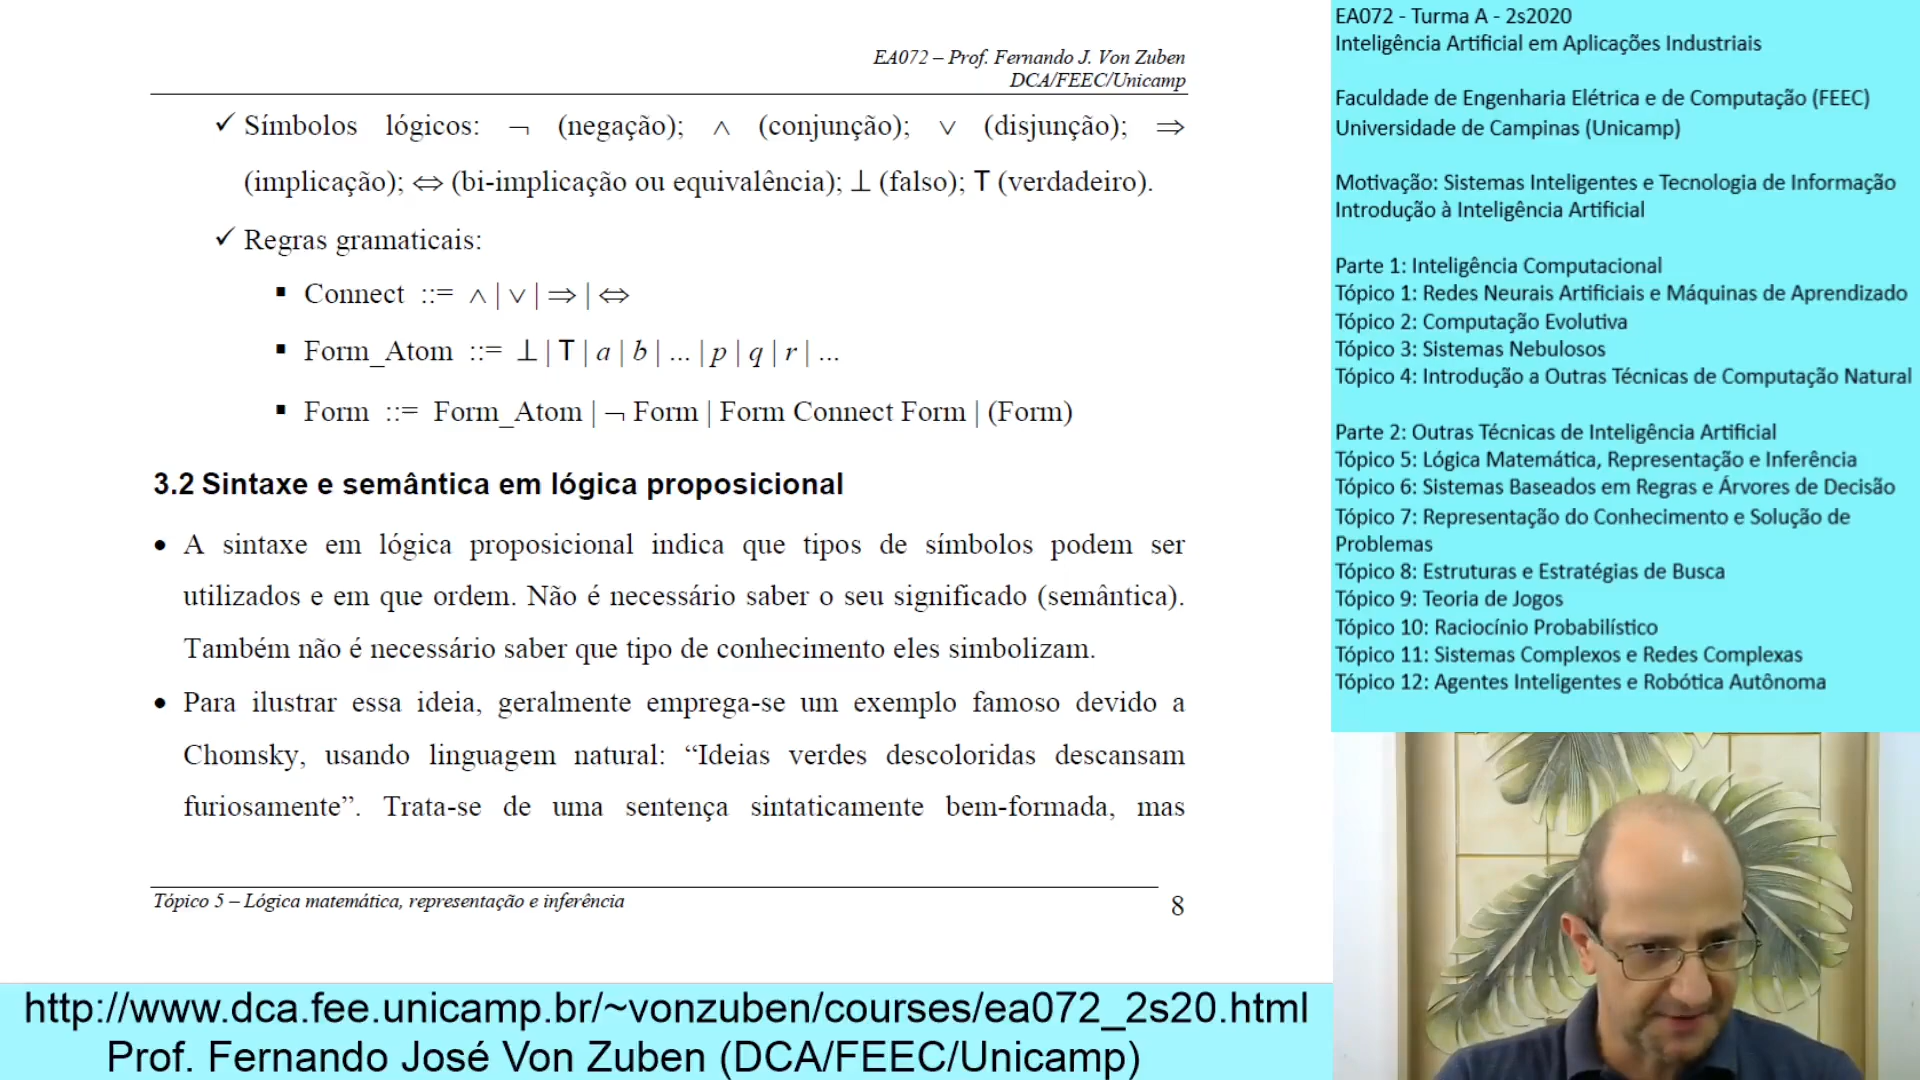 EA072 – Prof. Fernando J. Von Zuben
DCA/FEEC/Unicamp
✓ Símbolos lógicos: ¬ (negação); ∧ (conjunção); ∨ (disjunção); ⇒
(implicação); ⇔ (bi-implicação ou equivalência); ⊥ (falso); T (verdadeiro).
✓ Regras gramaticais:
▪ Connect ::= ∧ | ∨ | ⇒ | ⇔
▪ Form_Atom ::= ⊥ | T | a | b | ... | p | q | r | ...
▪ Form ::= Form_Atom | ¬ Form | Form Connect Form | (Form)
3.2 Sintaxe e semântica em lógica proposicional
• A sintaxe em lógica proposicional indica que tipos de símbolos podem ser
utilizados e em que ordem. Não é necessário saber o seu significado (semântica).
Também não é necessário saber que tipo de conhecimento eles simbolizam.
• Para ilustrar essa ideia, geralmente emprega-se um exemplo famoso devido a
Chomsky, usando linguagem natural: “Ideias verdes descoloridas descansam
furiosamente”. Trata-se de uma sentença sintaticamente bem-formada, mas
Tópico 5 – Lógica matemática, representação e inferência
8
EA072 - Turma A - 2s2020
Inteligência Artificial em Aplicações Industriais
Faculdade de Engenharia Elétrica e de Computação (FEEC)
Universidade de Campinas (Unicamp)
Motivação: Sistemas Inteligentes e Tecnologia de Informação
Introdução à Inteligência Artificial
Parte 1: Inteligência Computacional
Tópico 1: Redes Neurais Artificiais e Máquinas de Aprendizado
Tópico 2: Computação Evolutiva
Tópico 3: Sistemas Nebulosos
Tópico 4: Introdução a Outras Técnicas de Computação Natural
Parte 2: Outras Técnicas de Inteligência Artificial
Tópico 5: Lógica Matemática, Representação e Inferência
Tópico 6: Sistemas Baseados em Regras e Árvores de Decisão
Tópico 7: Representação do Conhecimento e Solução de
Problemas
Tópico 8: Estruturas e Estratégias de Busca
Tópico 9: Teoria de Jogos
Tópico 10: Raciocínio Probabilístico
Tópico 11: Sistemas Complexos e Redes Complexas
Tópico 12: Agentes Inteligentes e Robótica Autônoma
http://www.dca.fee.unicamp.br/~vonzuben/courses/ea072_2s20.html
Prof. Fernando José Von Zuben (DCA/FEEC/Unicamp)